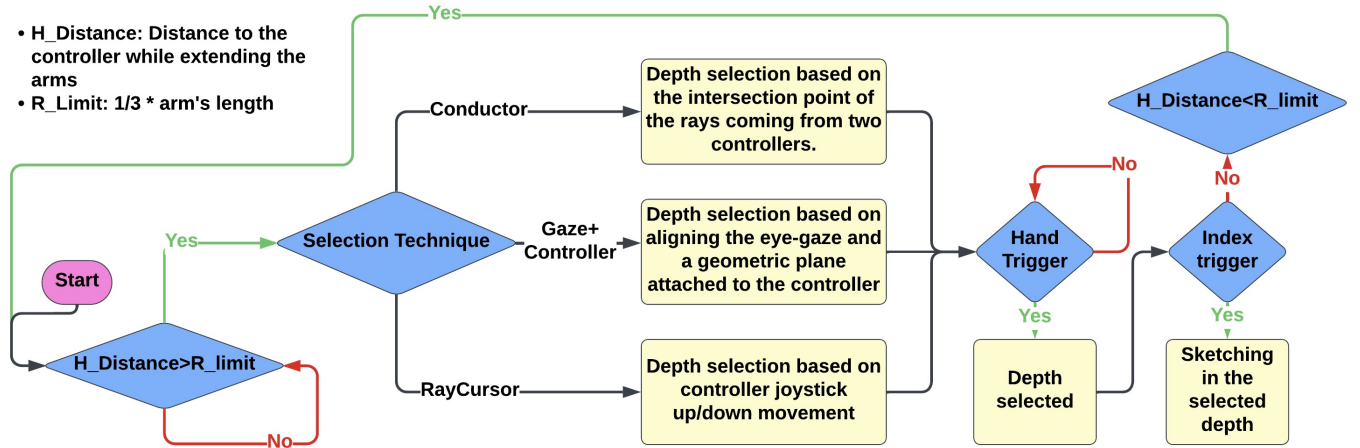 • H_Distance: Distance to the
controller while extending the
arms
• R_Limit: 1/3 * arm's length
Yes
Start
H_Distance>R_limit
No
Yes
Selection Technique
Conductor
Gaze+
Controller
RayCursor
Depth selection based on
the intersection point of
the rays coming from two
controllers.
Depth selection based on
aligning the eye-gaze and
a geometric plane
attached to the controller
Depth selection based on
controller joystick
up/down movement
Hand
Trigger
No
Yes
Depth
selected
Index
trigger
No
H_Distance<R_limit
Yes
Sketching
in the
selected
depth